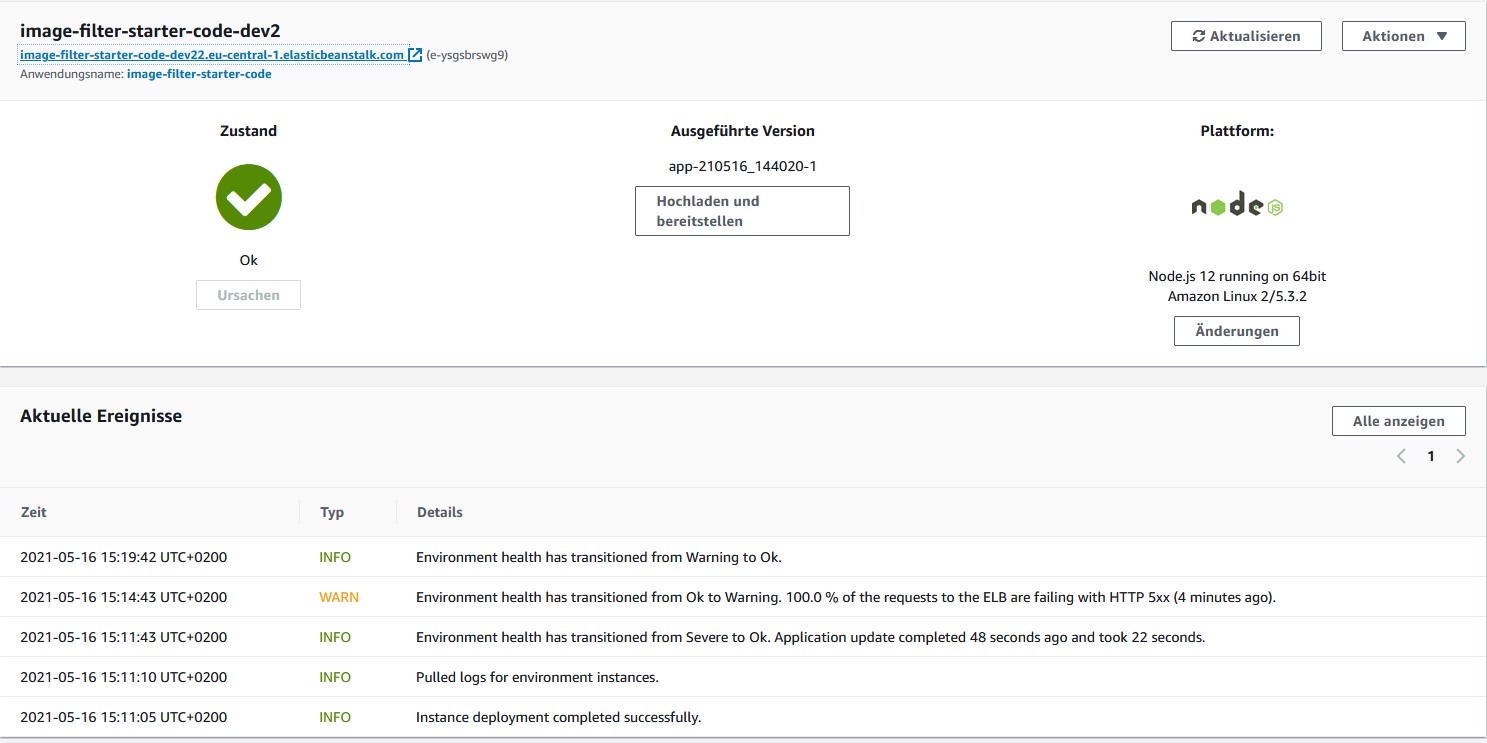 image-filter-starter-code-dev2
image-filter-starter-code-dev22.eu-central-1.elasticbeanstalk.com (e-ysgsbrswg9)
Anwendungsname: image-filter-starter-code
Aktualisieren
Aktionen
Zustand
Ok
Ursachen
Ausgeführte Version
app-210516_144020-1
Hochladen und
bereitstellen
Plattform:
node
JS
Node.js 12 running on 64bit
Amazon Linux 2/5.3.2
Änderungen
Aktuelle Ereignisse
Alle anzeigen
1
Zeit Typ Details
2021-05-16 15:19:42 UTC+0200 INFO Environment health has transitioned from Warning to Ok.
2021-05-16 15:14:43 UTC+0200 WARN Environment health has transitioned from Ok to Warning. 100.0 % of the requests to the ELB are failing with HTTP 5xx (4 minutes ago).
2021-05-16 15:11:43 UTC+0200 INFO Environment health has transitioned from Severe to Ok. Application update completed 48 seconds ago and took 22 seconds.
2021-05-16 15:11:10 UTC+0200 INFO Pulled logs for environment instances.
2021-05-16 15:11:05 UTC+0200 INFO Instance deployment completed successfully.